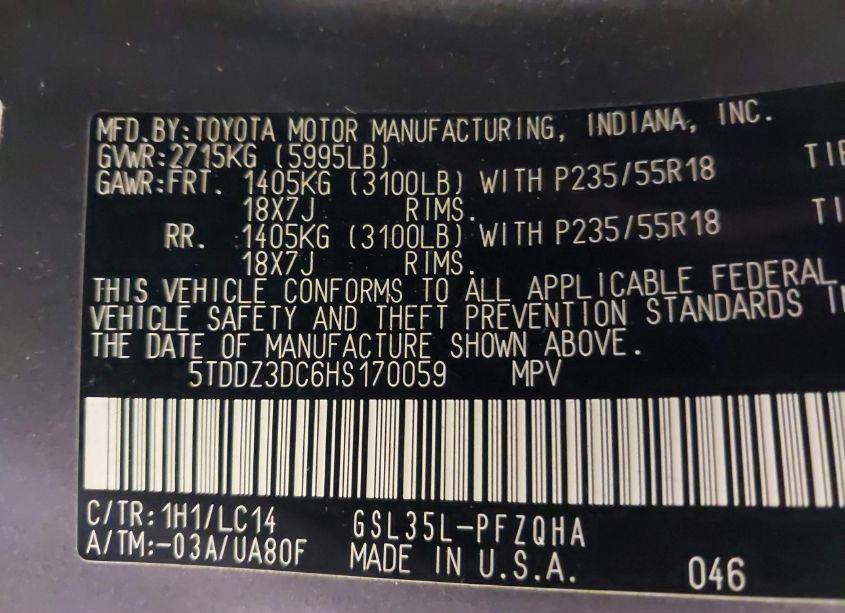 MFD.BY:TOYOTA MOTOR MANUFACTURING, INDIANA, INC.
GVWR:2715KG (5995LB)
GAWR:FRT. 1405KG (3100LB) WITH P235/55R18
18X7J RIMS.
RR. 1405KG (3100LB) WITH P235/55R18
18X7J RIMS.
THIS VEHICLE CONFORMS TO ALL APPLICABLE FEDERAL
VEHICLE SAFETY AND THEFT PREVENTION STANDARDS
THE DATE OF MANUFACTURE SHOWN ABOVE.
5TDDZ3DC6HS170059 MPV
C/TR:1H1/LC14 GSL35L-PFZQHA
A/TM:-03A/UA80F MADE IN U.S.A. 046